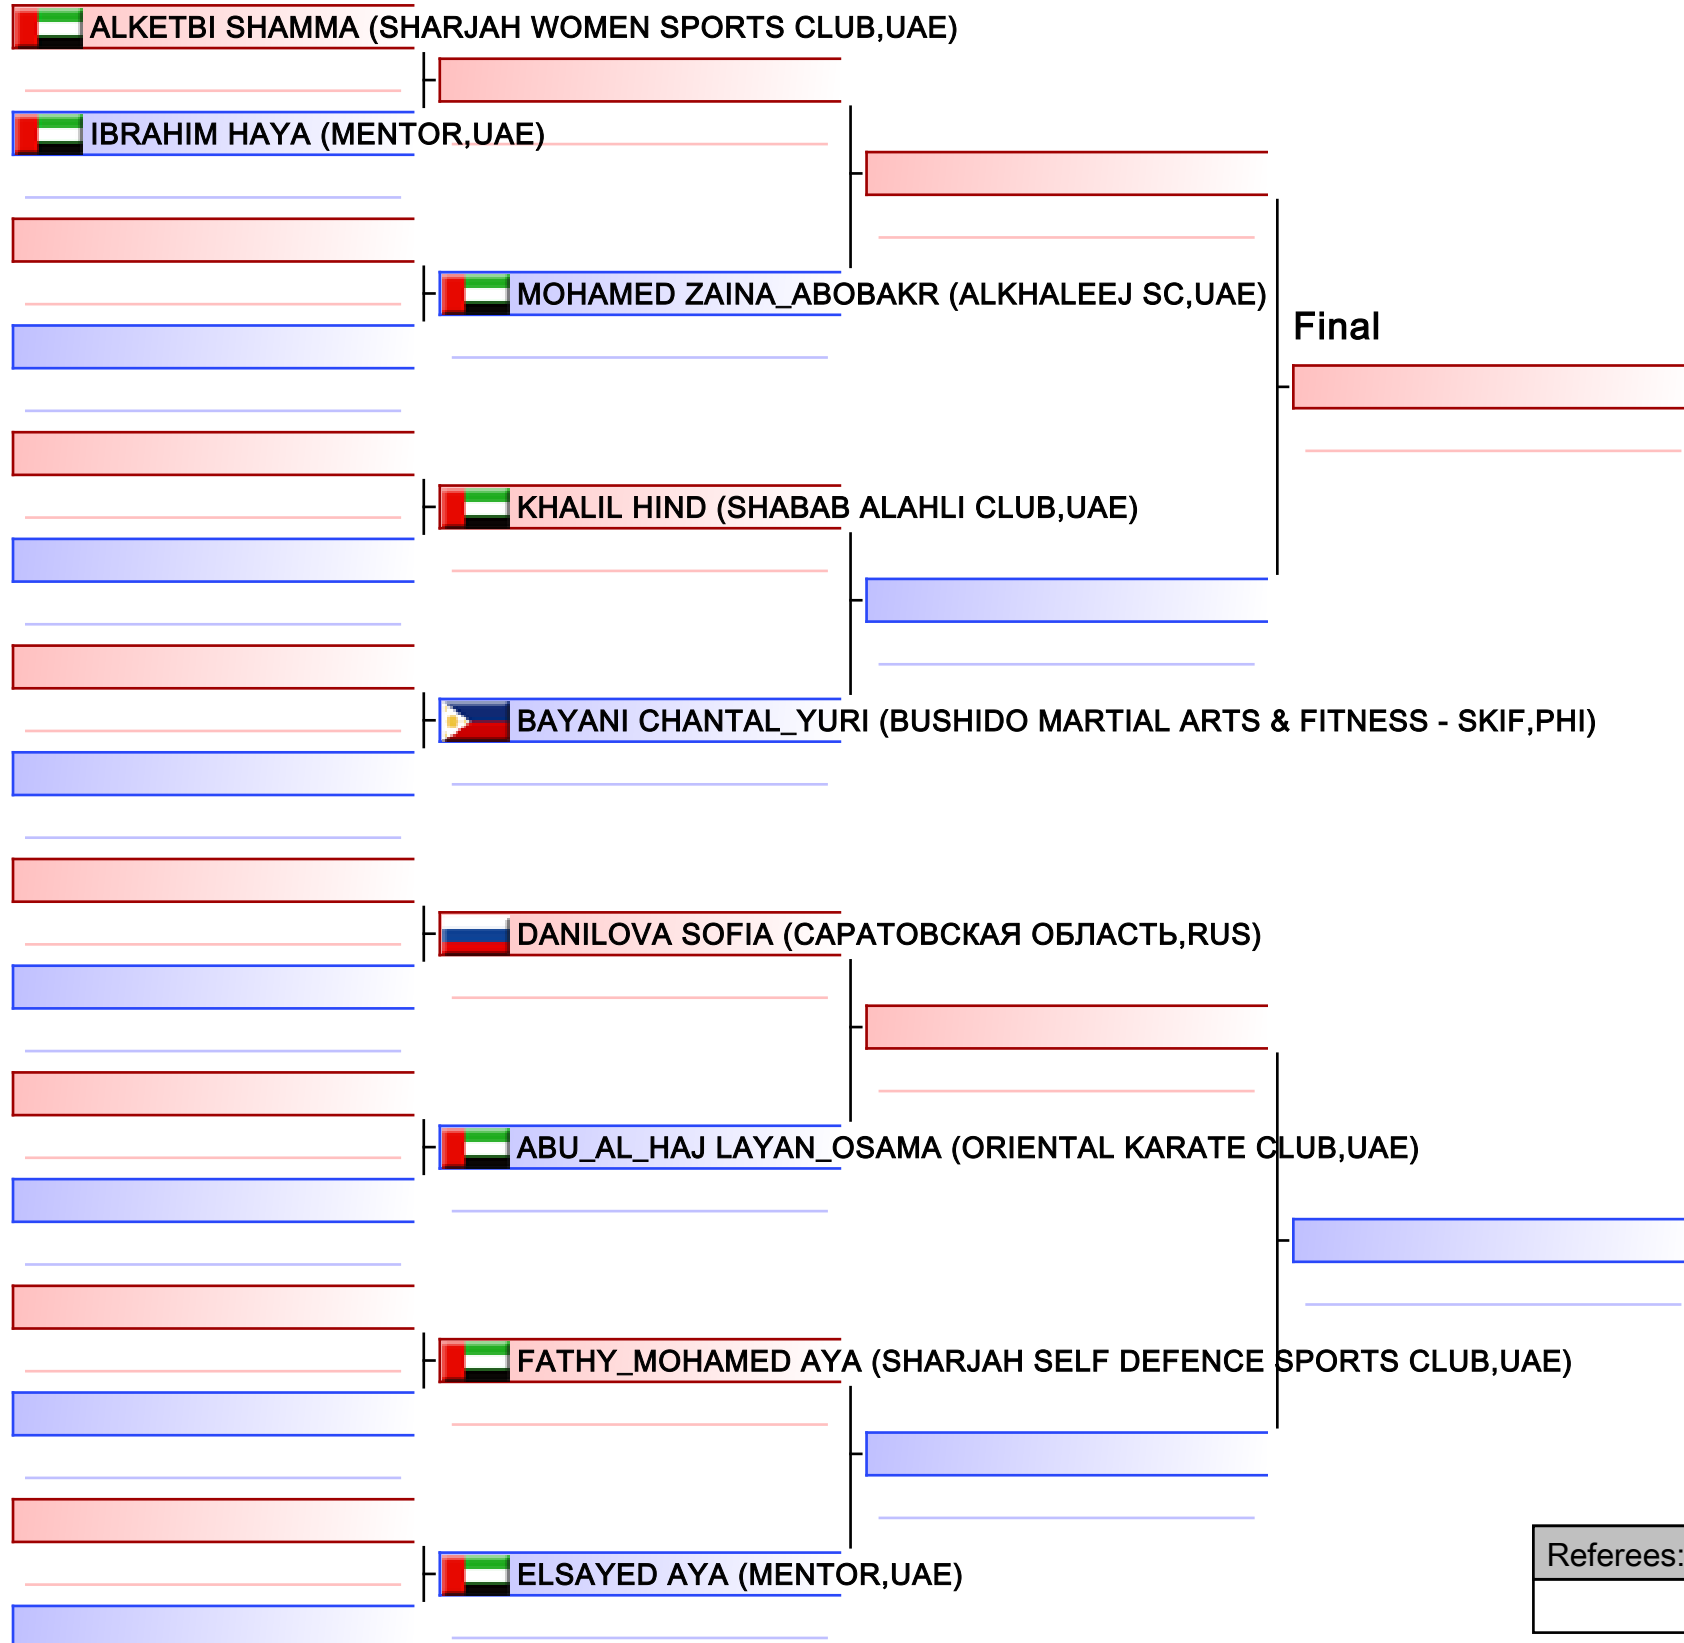 ALKETBI SHAMMA (SHARJAH WOMEN SPORTS CLUB,UAE)
IBRAHIM HAYA (MENTOR,UAE)
MOHAMED ZAINA_ABOBAKR (ALKHALEEJ SC,UAE)
Final
KHALIL HIND (SHABAB ALAHLI CLUB,UAE)
BAYANI CHANTAL_YURI (BUSHIDO MARTIAL ARTS & FITNESS - SKIF,PHI)
DANILOVA SOFIA (САРАТОВСКАЯ ОБЛАСТЬ,RUS)
ABU_AL_HAJ LAYAN_OSAMA (ORIENTAL KARATE CLUB,UAE)
FATHY_MOHAMED AYA (SHARJAH SELF DEFENCE SPORTS CLUB,UAE)
Referees:
ELSAYED AYA (MENTOR,UAE)